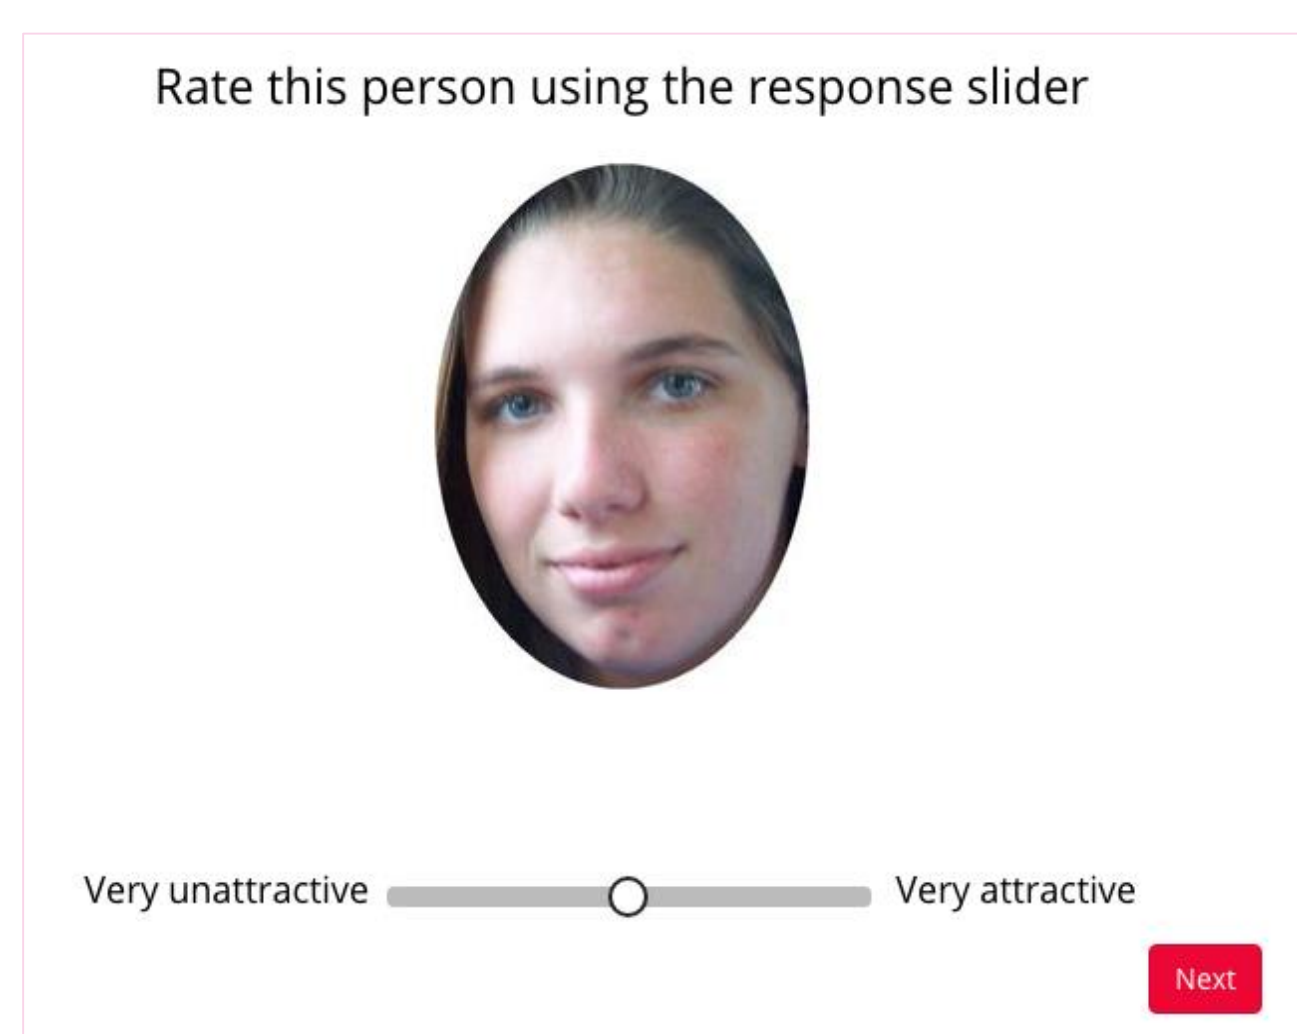 Rate this person using the response slider
Very unattractive
Very attractive
Next